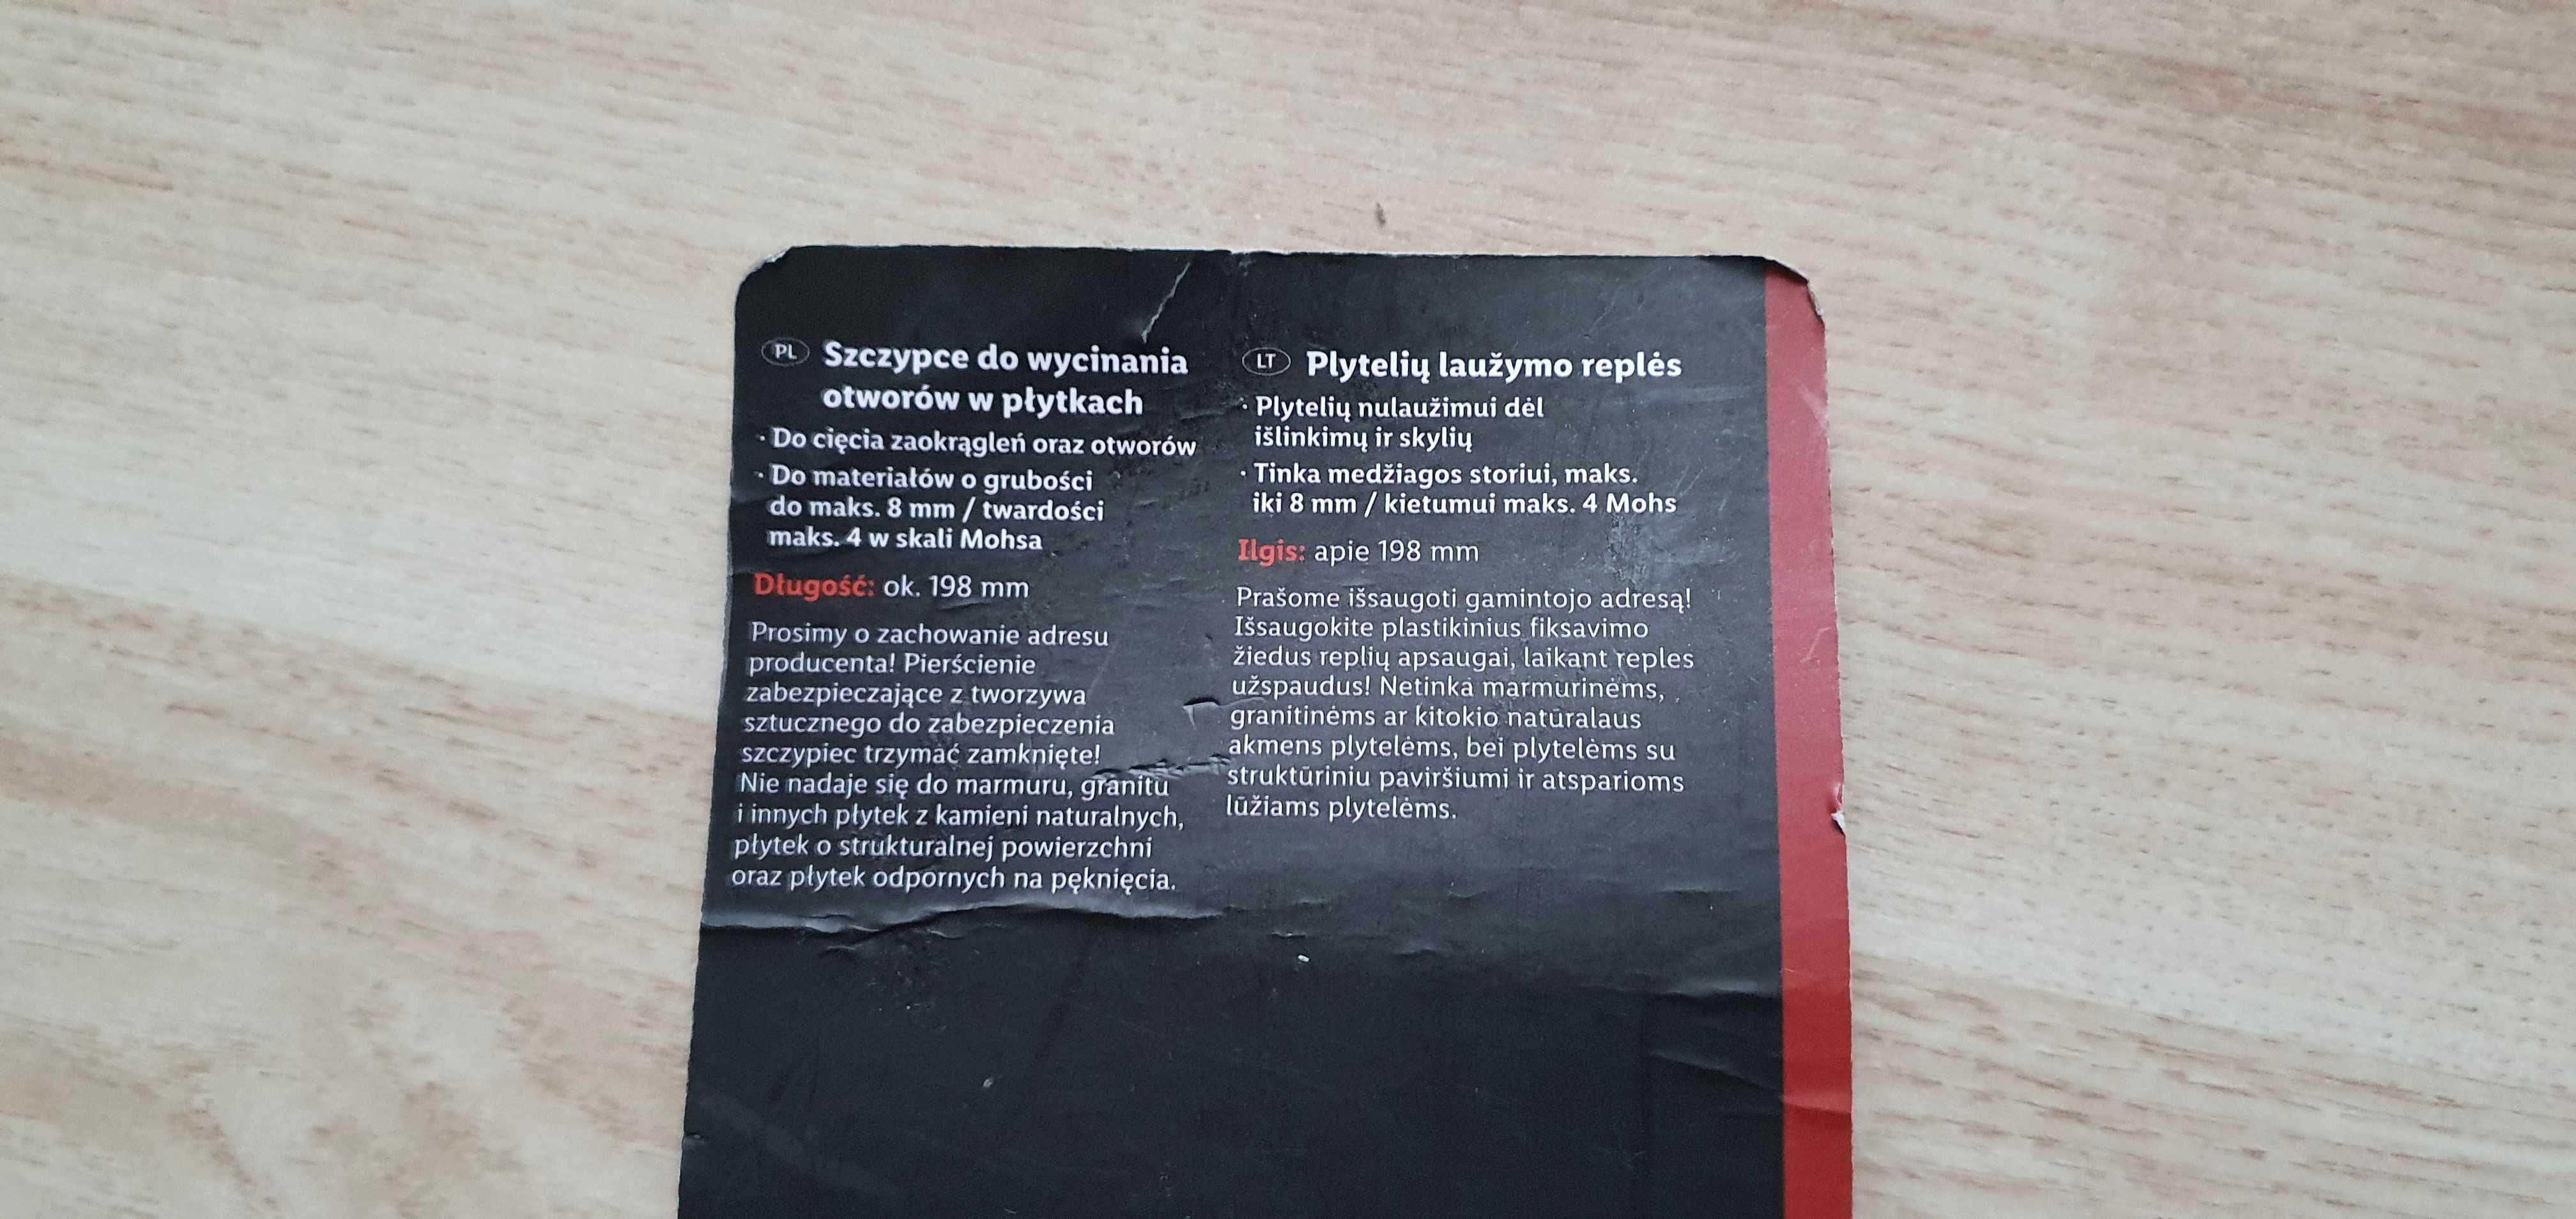 PL Szczypce do wycinania
otworów w płytkach
· Do cięcia zaokrągleń oraz otworów
· Do materiałów o grubości
do maks. 8 mm / twardości
maks. 4 w skali Mohsa
Długość: ok. 198 mm
Prosimy o zachowanie adresu
producenta! Pierścienie
zabezpieczające z tworzywa
sztucznego do zabezpieczenia
szczypiec trzymać zamknięte!
Nie nadaje się do marmuru, granitu
i innych płytek z kamieni naturalnych,
płytek o strukturalnej powierzchni
oraz płytek odpornych na pęknięcia.
LT Plytelių laužymo replės
· Plytelių nulaužimui dėl
išlinkimų ir skylių
· Tinka medžiagos storiui, maks.
iki 8 mm / kietumui maks. 4 Mohs
Ilgis: apie 198 mm
Prašome išsaugoti gamintojo adresą!
Išsaugokite plastikinius fiksavimo
žiedus replių apsaugai, laikant reples
užspaudus! Netinka marmurinėms,
granitinėms ar kitokio natūralaus
akmens plytelėms, bei plytelėms su
struktūriniu paviršiumi ir atsparioms
lūžiams plytelėms.